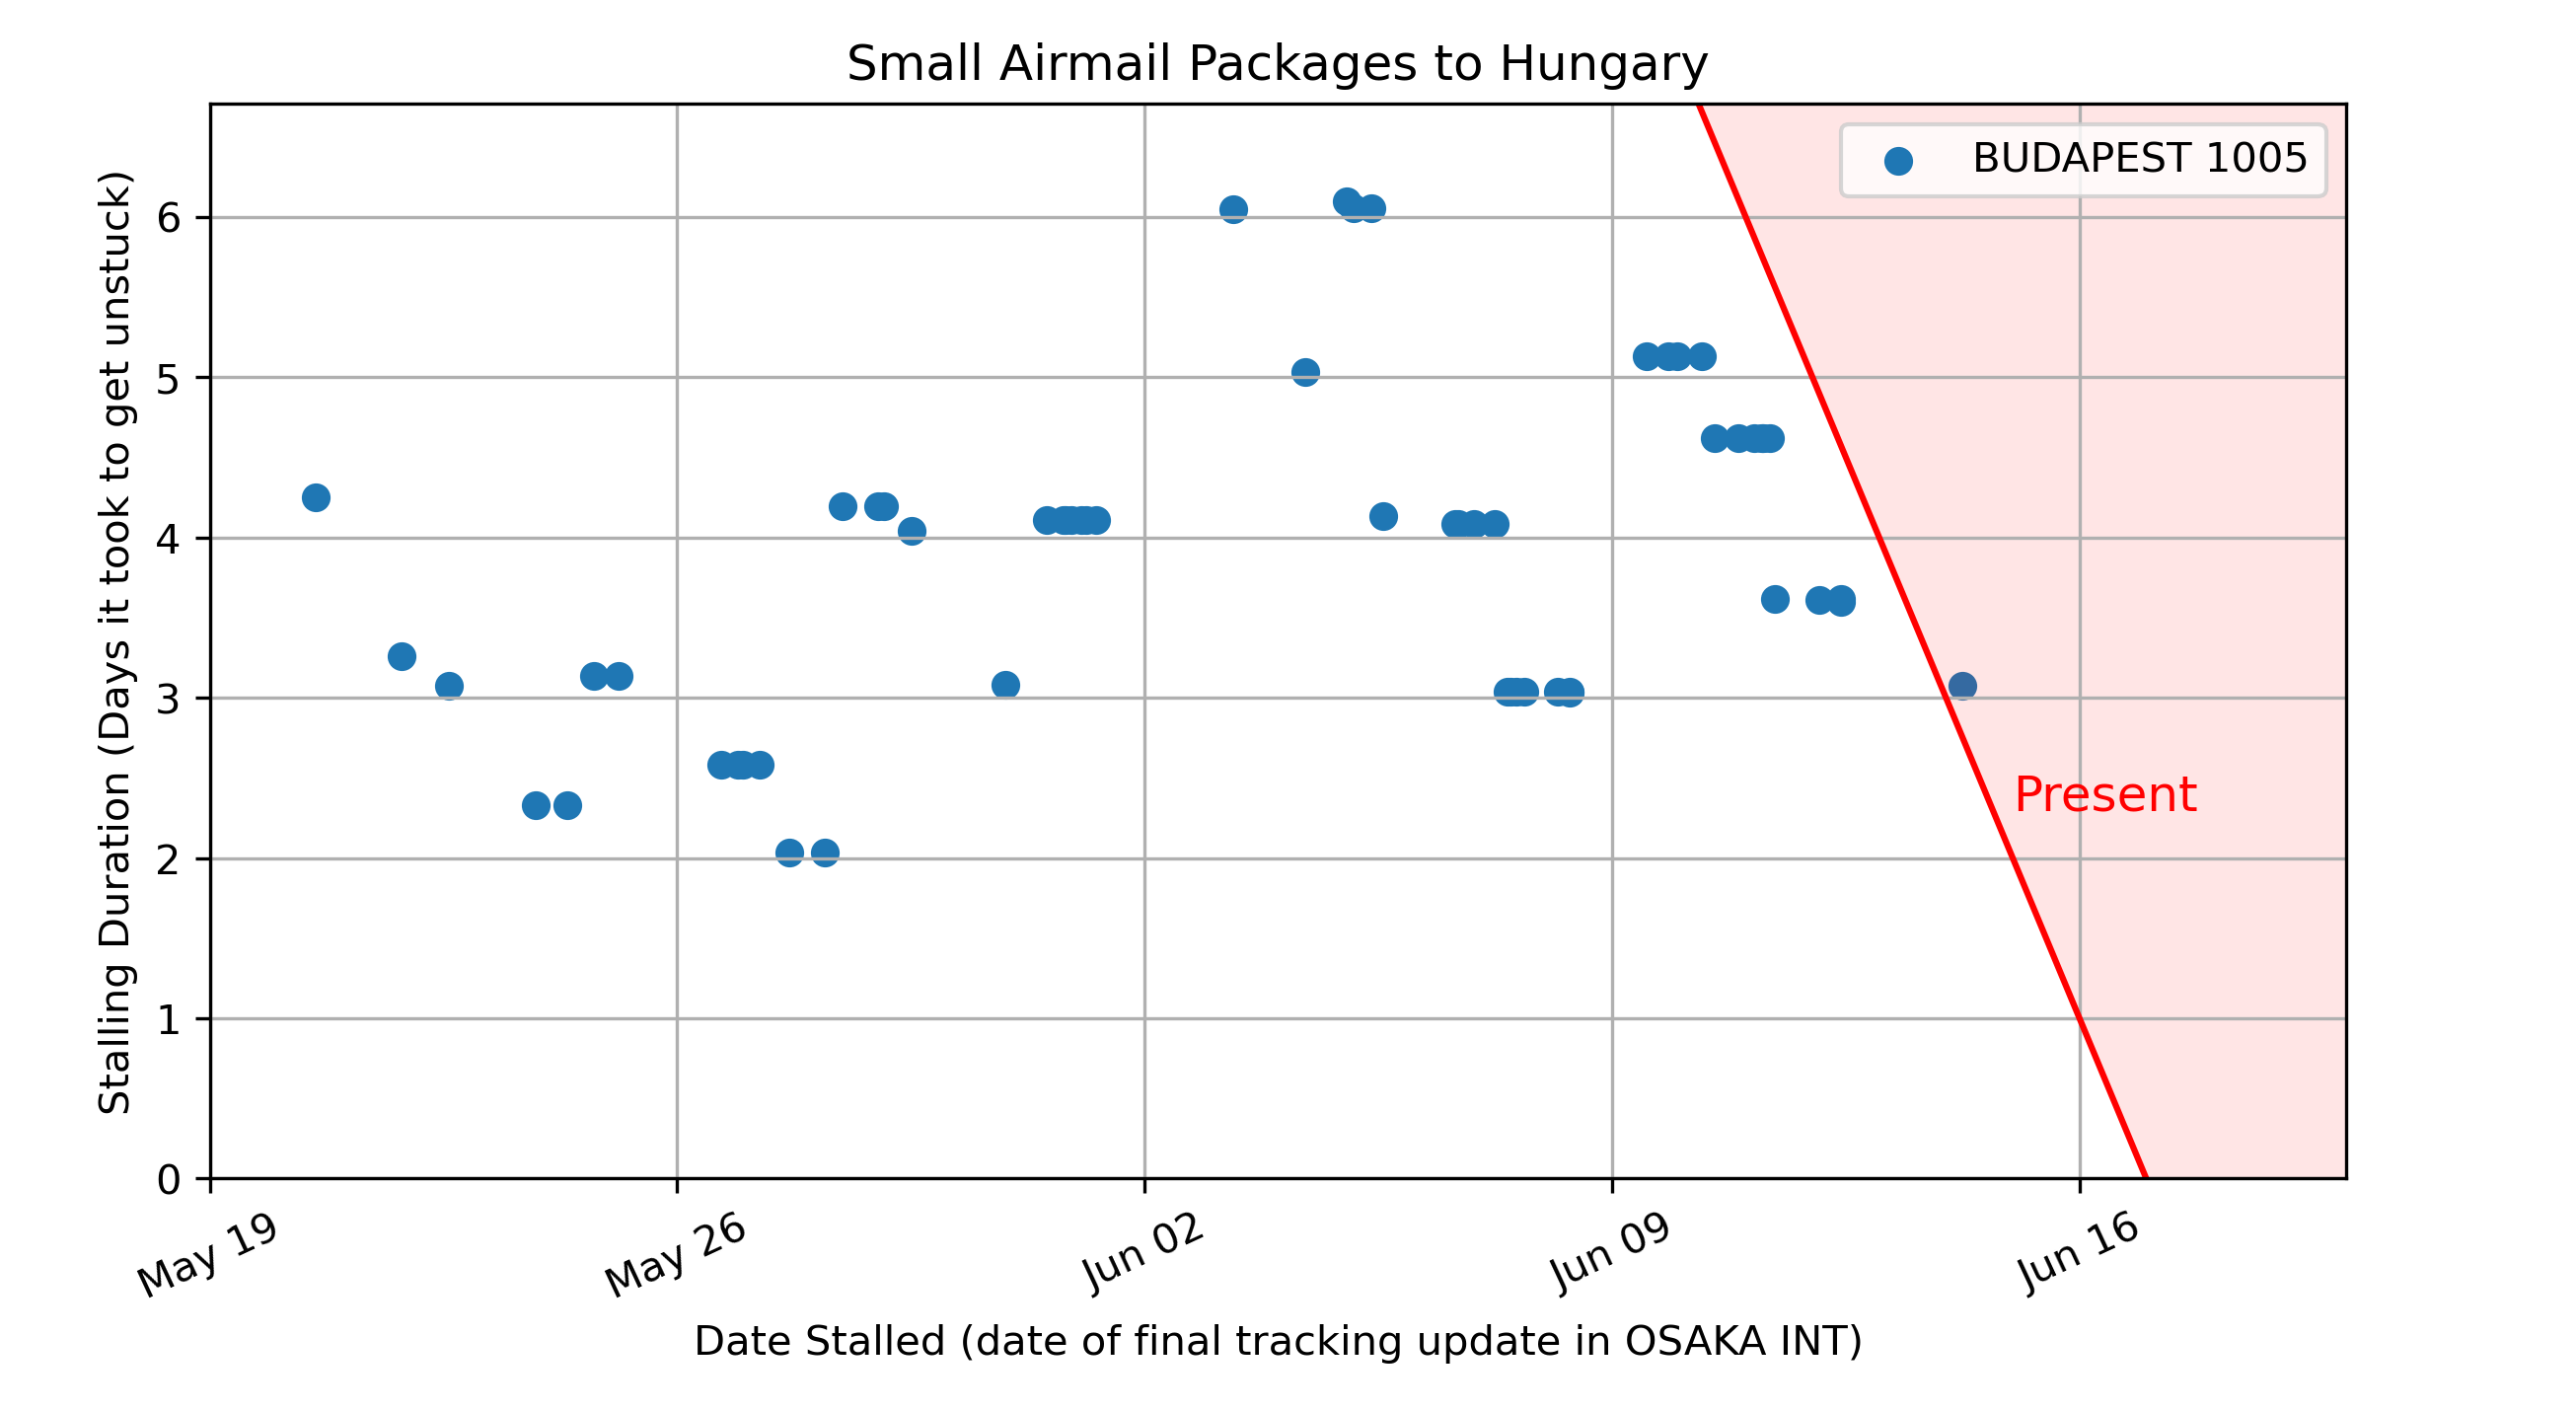 Small Airmail Packages to Hungary
BUDAPEST 1005
Stalling Duration (Days it took to get unstuck)
6
5
4
3
2
1
0
Present
May 19
May 26
Jun 02
Jun 09
Jun 16
Date Stalled (date of final tracking update in OSAKA INT)